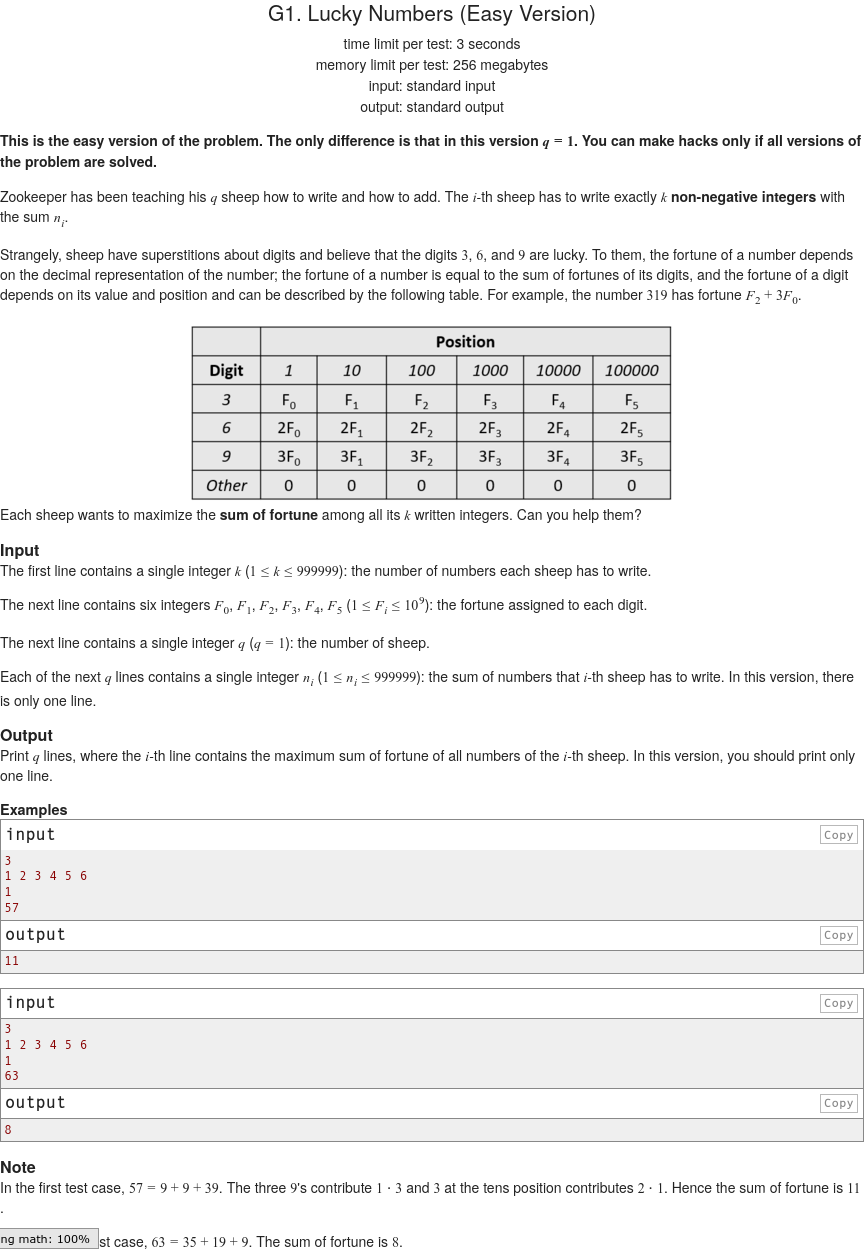 G1. Lucky Numbers (Easy Version)
time limit per test: 3 seconds
memory limit per test: 256 megabytes
input: standard input
output: standard output
This is the easy version of the problem. The only difference is that in this version q = 1. You can make hacks only if all versions of
the problem are solved.
Zookeeper has been teaching his q sheep how to write and how to add. The i-th sheep has to write exactly k non-negative integers with
the sum n_i.
Strangely, sheep have superstitions about digits and believe that the digits 3, 6, and 9 are lucky. To them, the fortune of a number depends
on the decimal representation of the number; the fortune of a number is equal to the sum of fortunes of its digits, and the fortune of a digit
depends on its value and position and can be described by the following table. For example, the number 319 has fortune F_2 + 3F_0.
Position
Digit 1 10 100 1000 10000 100000
3 F_0 F_1 F_2 F_3 F_4 F_5
6 2F_0 2F_1 2F_2 2F_3 2F_4 2F_5
9 3F_0 3F_1 3F_2 3F_3 3F_4 3F_5
Other 0 0 0 0 0 0
Each sheep wants to maximize the sum of fortune among all its k written integers. Can you help them?
Input
The first line contains a single integer k (1 ≤ k ≤ 999999): the number of numbers each sheep has to write.
The next line contains six integers F_0, F_1, F_2, F_3, F_4, F_5 (1 ≤ F_i ≤ 10^9): the fortune assigned to each digit.
The next line contains a single integer q (q = 1): the number of sheep.
Each of the next q lines contains a single integer n_i (1 ≤ n_i ≤ 999999): the sum of numbers that i-th sheep has to write. In this version, there
is only one line.
Output
Print q lines, where the i-th line contains the maximum sum of fortune of all numbers of the i-th sheep. In this version, you should print only
one line.
Examples
input Copy
3
1 2 3 4 5 6
1
57
output Copy
11
input Copy
3
1 2 3 4 5 6
1
63
output Copy
8
Note
In the first test case, 57 = 9 + 9 + 39. The three 9's contribute 1 · 3 and 3 at the tens position contributes 2 · 1. Hence the sum of fortune is 11
.
ng math: 100% st case, 63 = 35 + 19 + 9. The sum of fortune is 8.